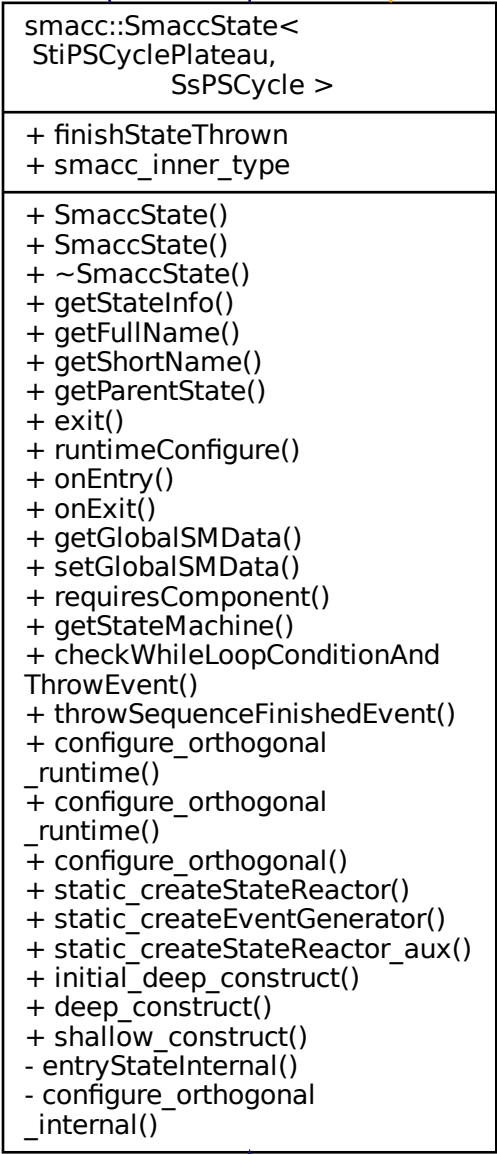 smacc::SmaccState<
StiPSCyclePlateau,
SsPSCycle >
+ finishStateThrown
+ smacc_inner_type
+ SmaccState()
+ SmaccState()
+ ~SmaccState()
+ getStateInfo()
+ getFullName()
+ getShortName()
+ getParentState()
+ exit()
+ runtimeConfigure()
+ onEntry()
+ onExit()
+ getGlobalSMData()
+ setGlobalSMData()
+ requiresComponent()
+ getStateMachine()
+ checkWhileLoopConditionAnd
ThrowEvent()
+ throwSequenceFinishedEvent()
+ configure_orthogonal
_runtime()
+ configure_orthogonal
_runtime()
+ configure_orthogonal()
+ static_createStateReactor()
+ static_createEventGenerator()
+ static_createStateReactor_aux()
+ initial_deep_construct()
+ deep_construct()
+ shallow_construct()
- entryStateInternal()
- configure_orthogonal
_internal()